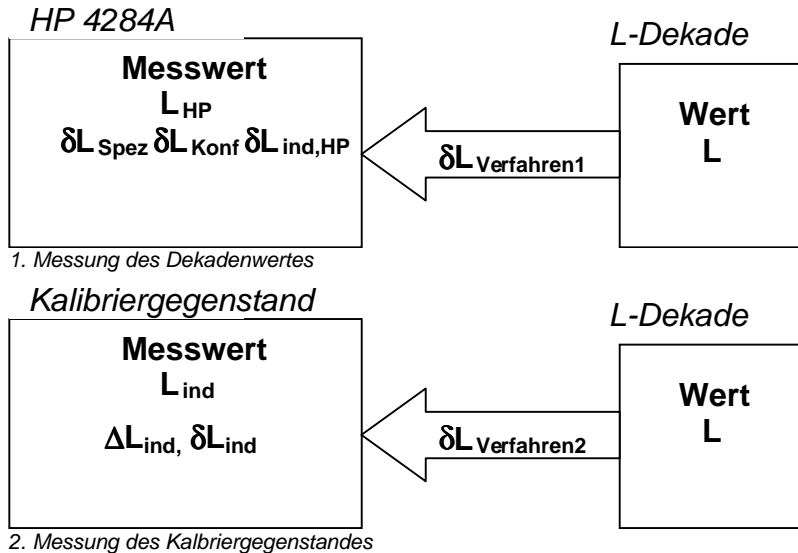 HP 4284A
L-Dekade
Messwert
L HP
δL Spez δL Konf δL ind,HP
δL Verfahren1
Wert
L
1. Messung des Dekadenwertes
Kalibriergegenstand
L-Dekade
Messwert
L ind
ΔL ind, δL ind
δL Verfahren2
Wert
L
2. Messung des Kalbriergegenstandes